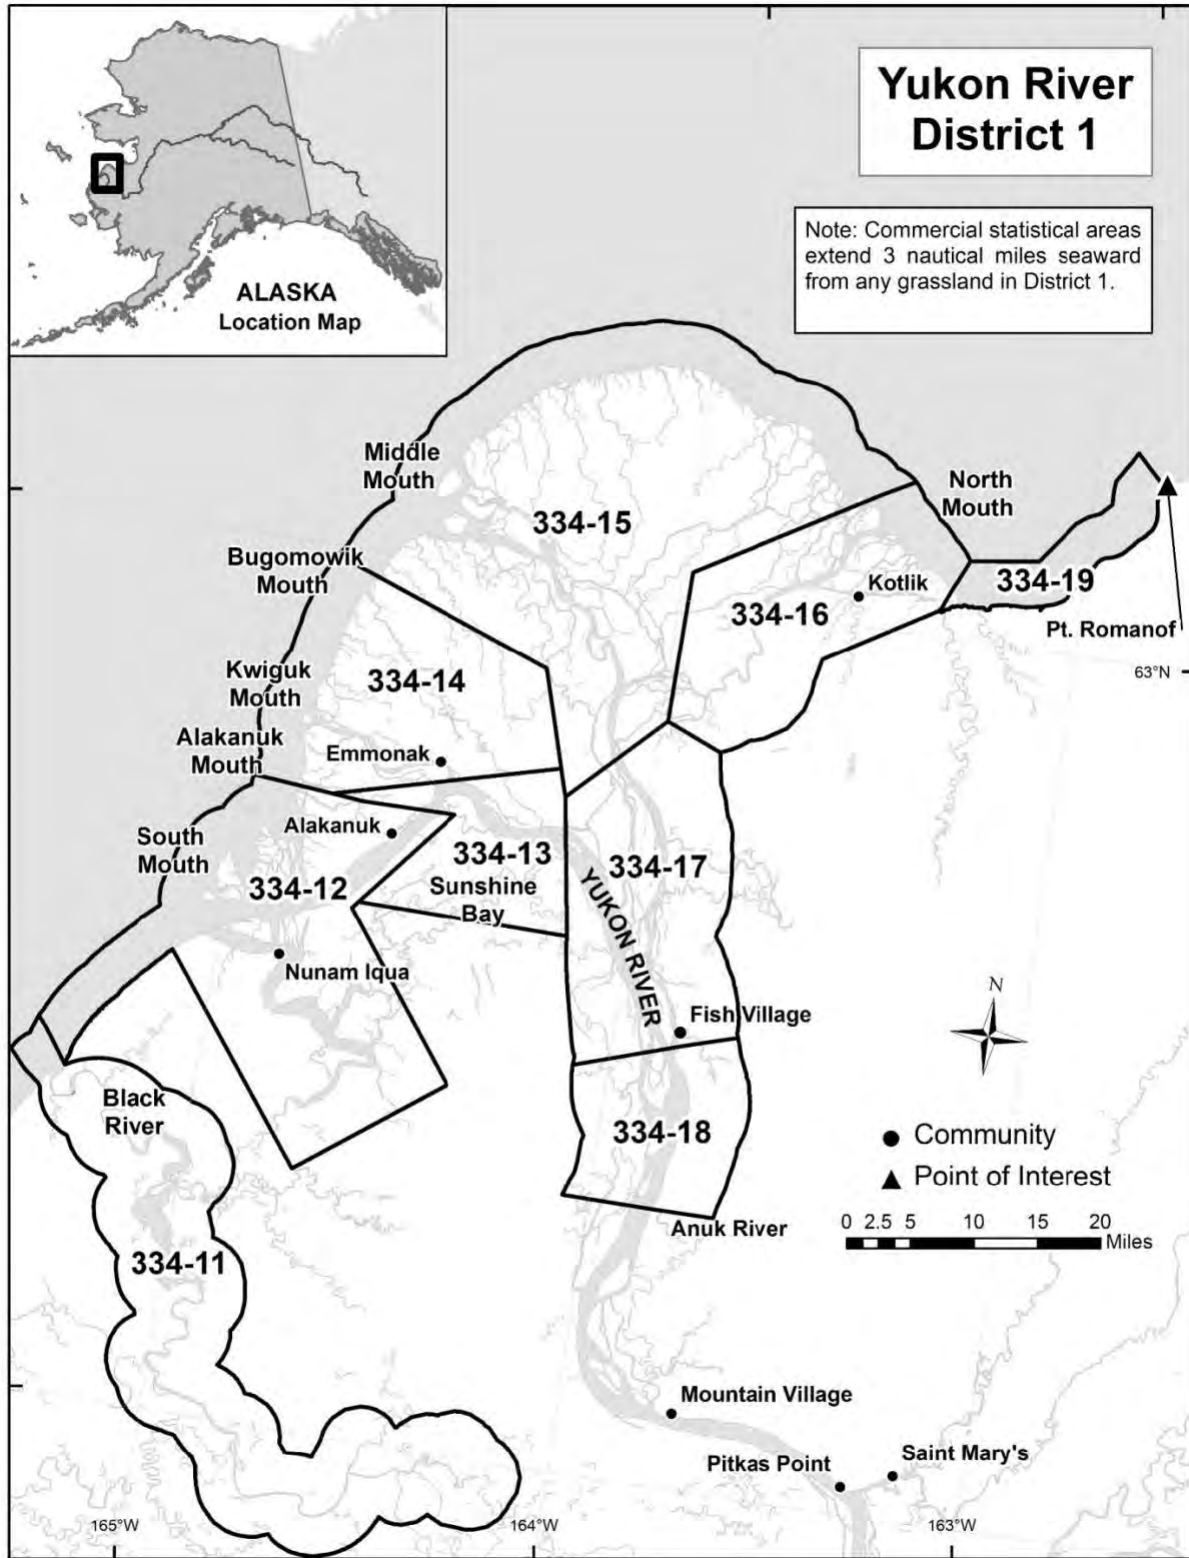 Yukon River
District 1
Note: Commercial statistical areas
extend 3 nautical miles seaward
from any grassland in District 1.
ALASKA
Location Map
Middle
Mouth
North
Mouth
334-15
Bugomowik
Mouth
Kotlik
334-19
334-16
Pt. Romanof
63°N
Kwiguk
Mouth
334-14
Alakanuk
Mouth
Emmonak
Alakanuk
South
Mouth
334-13
Sunshine
Bay
334-17
334-12
YUKON RIVER
Nunam Iqua
Fish Village
N
Black
River
334-18
Community
Point of Interest
Anuk River
0 2.5 5 10 15 20
Miles
334-11
Mountain Village
Pitkas Point
Saint Mary's
165°W
164°W
163°W